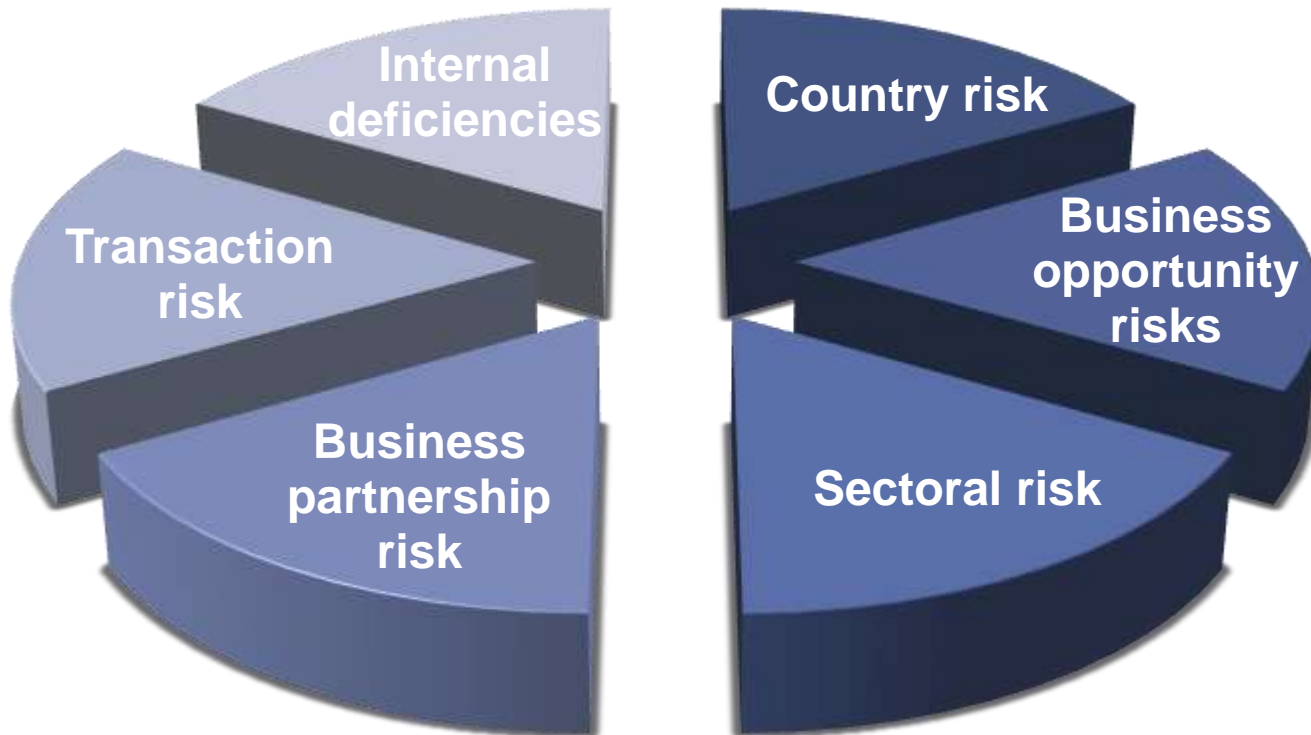 Internal
deficiencies
Country risk
Transaction
risk
Business
opportunity
risks
Business
partnership
risk
Sectoral risk